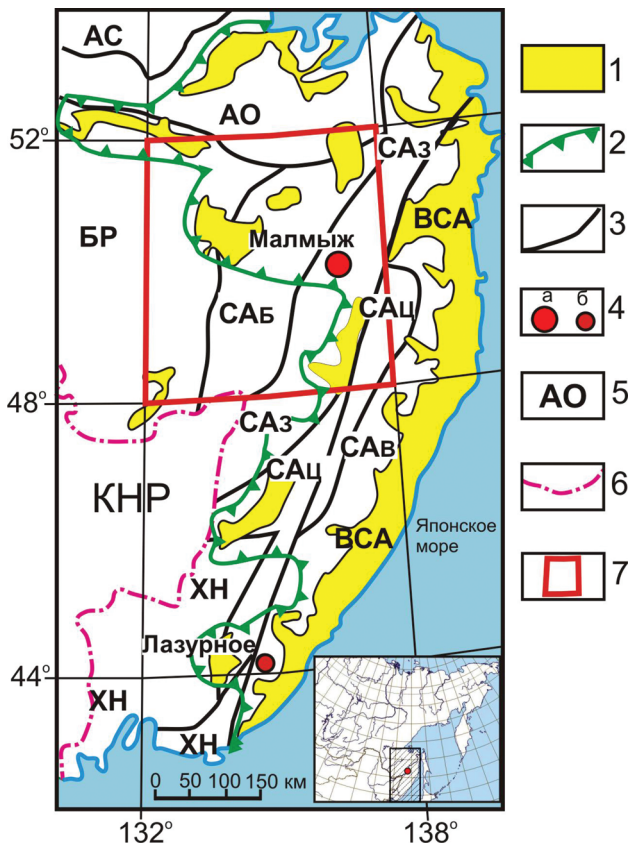 АС
АО
52°
САз
ВСА
БР
Малмыж
САб
САц
48°
САз
САв
САц
КНР
ВСА
Японское
море
ХН
Лазурное
44°
ХН
ХН
0 50 100 150 км
132°
138°
1
2
3
а б
4
АО
5
6
7